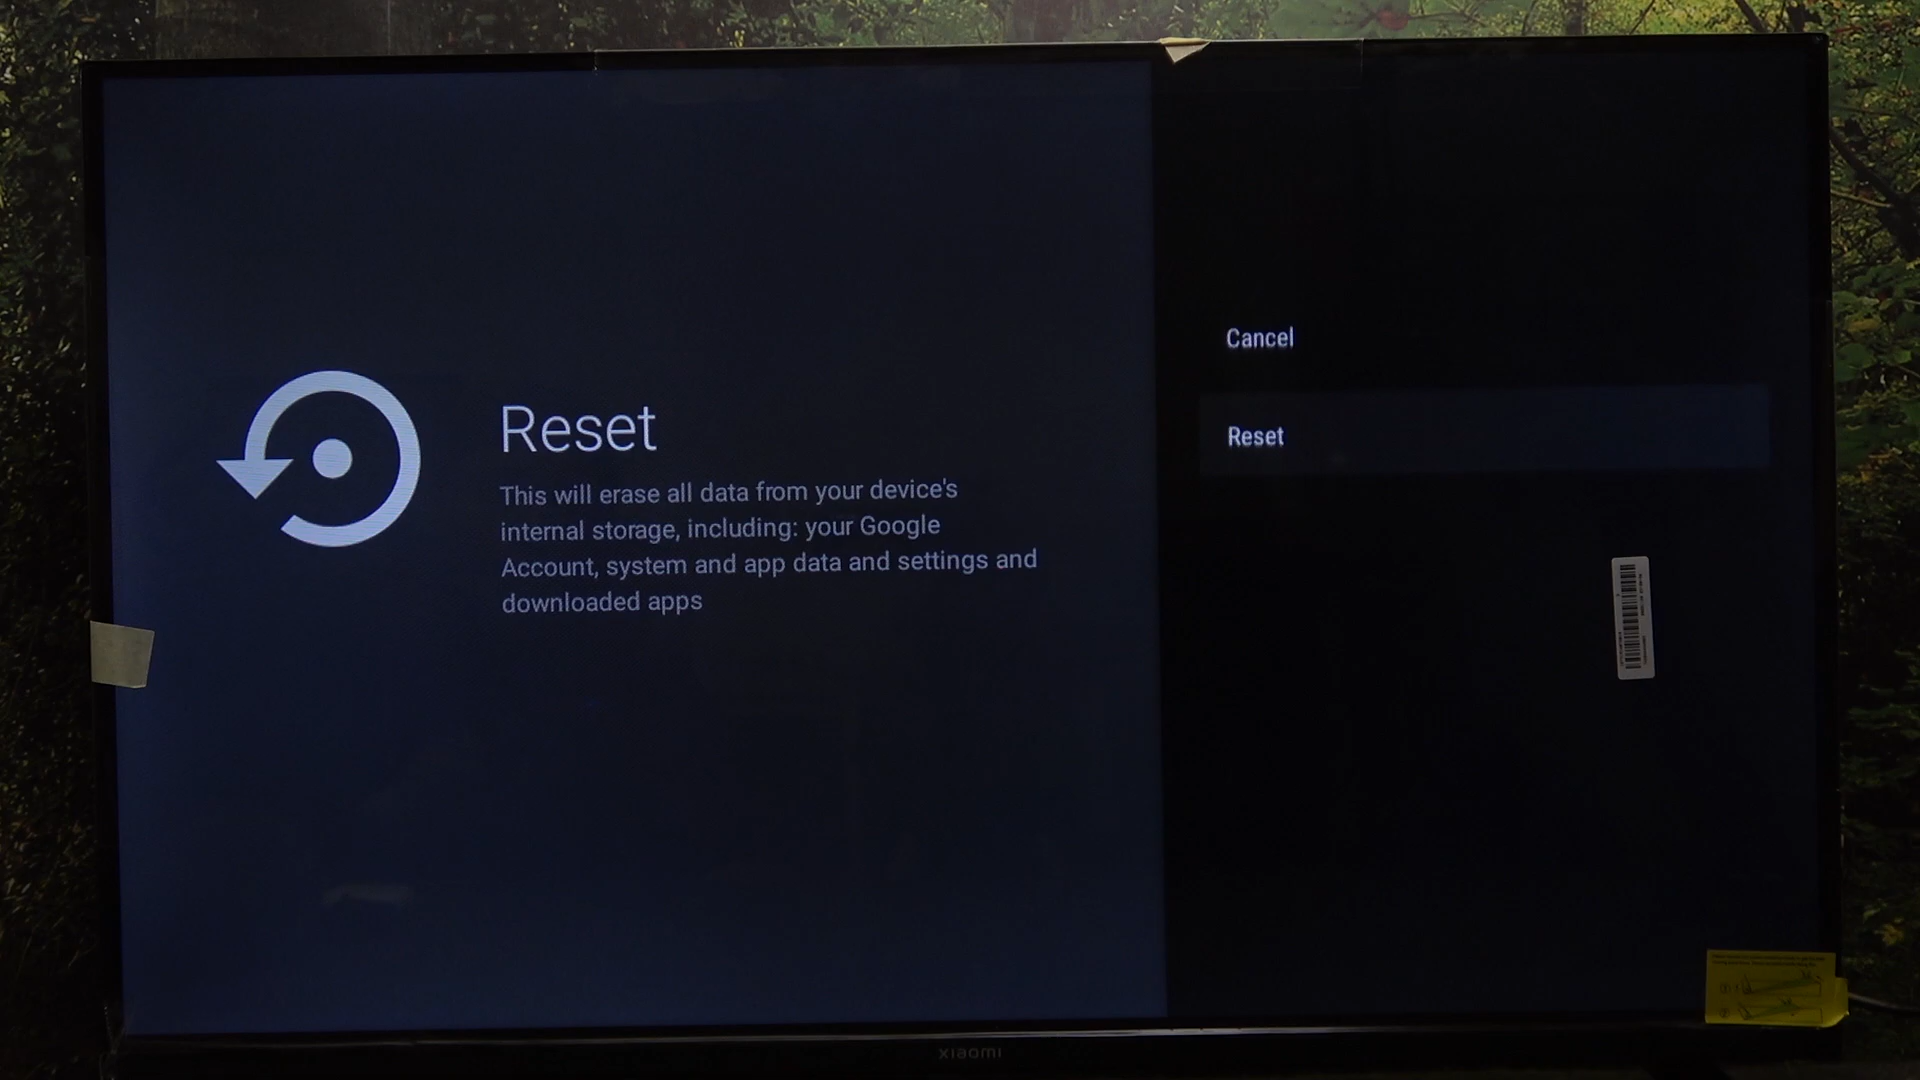 Reset
This will erase all data from your device's
internal storage, including: your Google
Account, system and app data and settings and
downloaded apps
Cancel
Reset
xiaomi